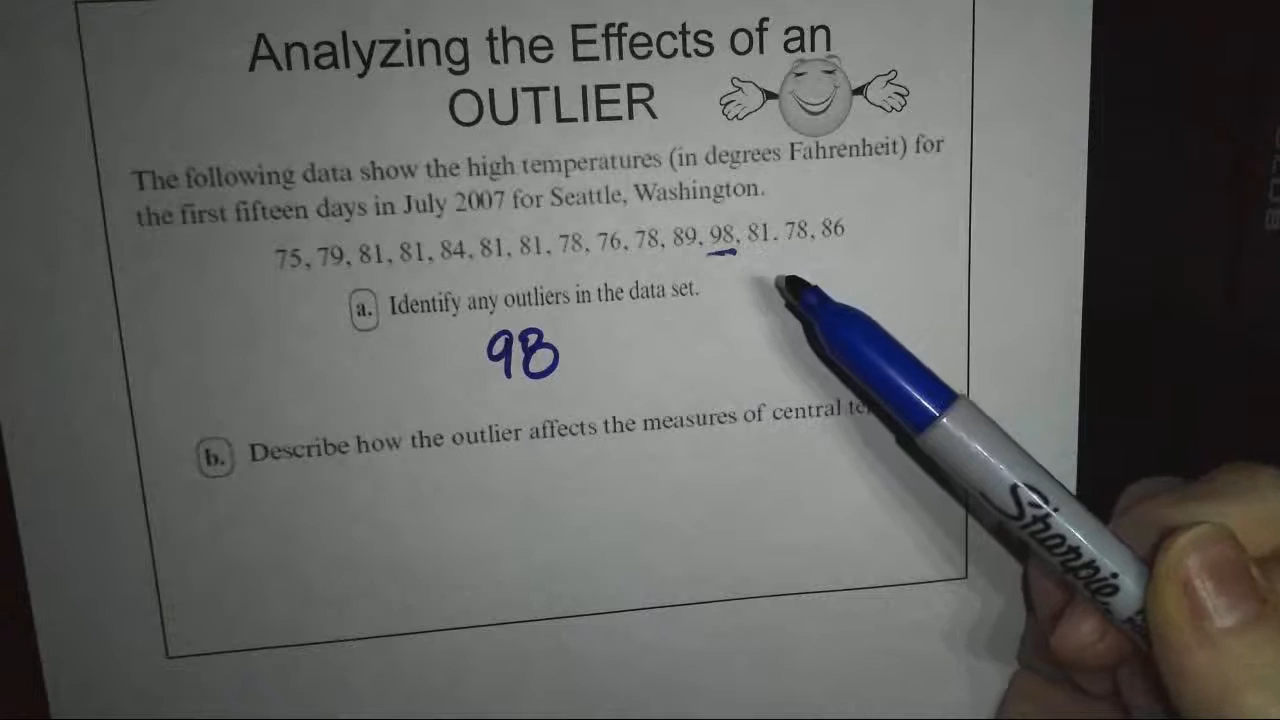 Analyzing the Effects of an
OUTLIER
The following data show the high temperatures (in degrees Fahrenheit) for
the first fifteen days in July 2007 for Seattle, Washington.
75, 79, 81, 81, 84, 81, 81, 78, 76, 78, 89, 98, 81. 78, 86
a. Identify any outliers in the data set.
98
b. Describe how the outlier affects the measures of central
Sharpie